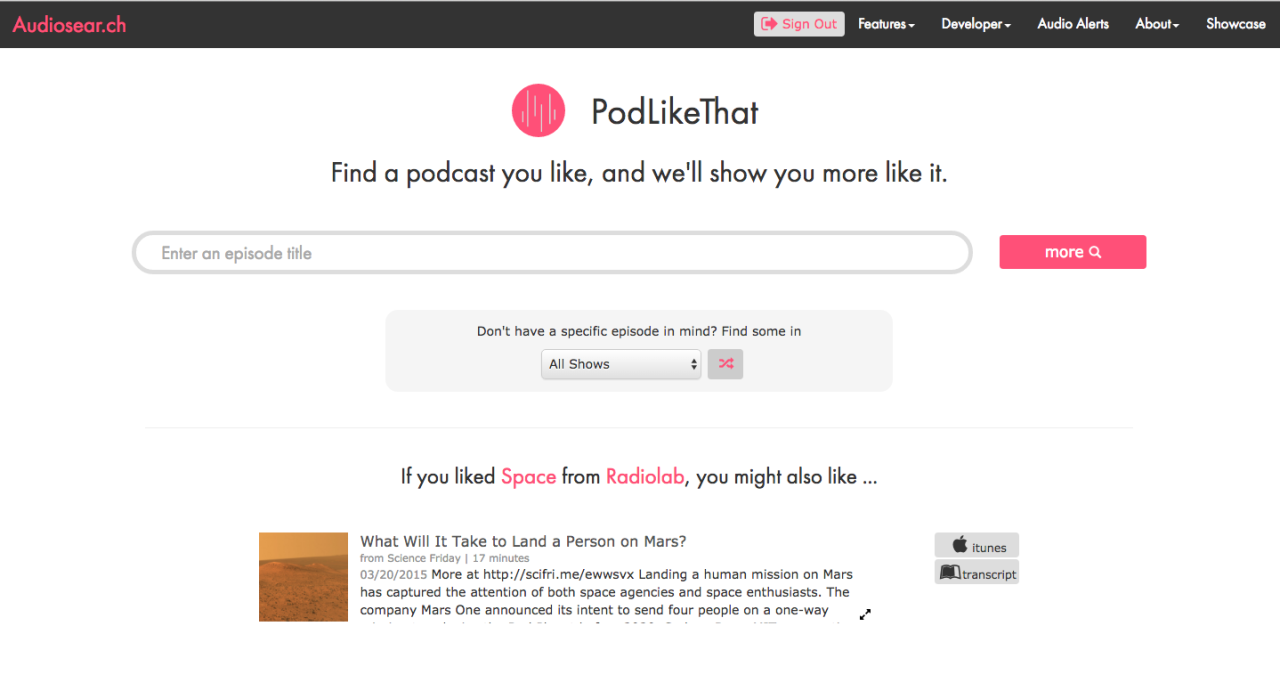 Audiosear.ch
Sign Out Features Developer Audio Alerts About Showcase
PodLikeThat
Find a podcast you like, and we'll show you more like it.
Enter an episode title
more
Don't have a specific episode in mind? Find some in
All Shows
If you liked Space from Radiolab, you might also like ...
What Will It Take to Land a Person on Mars?
from Science Friday | 17 minutes
03/20/2015 More at http://scifri.me/ewwsvx Landing a human mission on Mars
has captured the attention of both space agencies and space enthusiasts. The
company Mars One announced its intent to send four people on a one-way
itunes
transcript